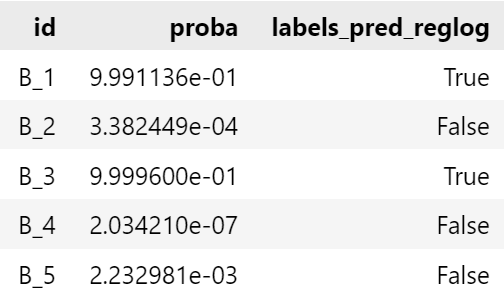 id proba labels_pred_reglog
B_1 9.991136e-01 True
B_2 3.382449e-04 False
B_3 9.999600e-01 True
B_4 2.034210e-07 False
B_5 2.232981e-03 False